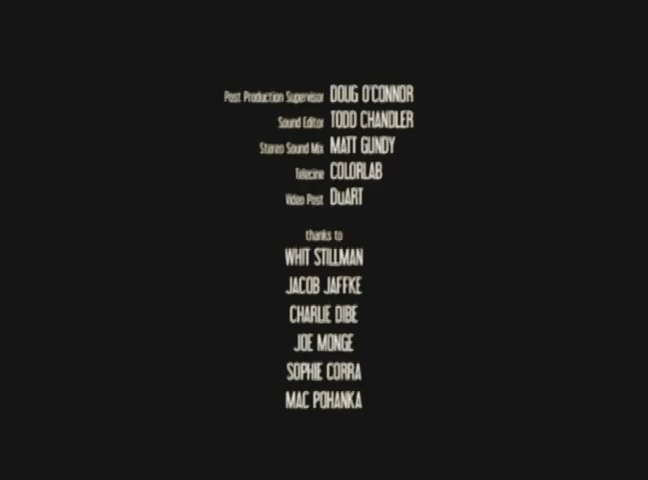 Post Production Supervisor DOUG O'CONNOR
Sound Editor TODD CHANDLER
Stereo Sound Mix MATT GUNDY
Telecine COLORLAB
Video Post DuART
thanks to
WHIT STILLMAN
JACOB JAFFKE
CHARLIE DIBE
JOE MONGE
SOPHIE CORRA
MAC POHANKA